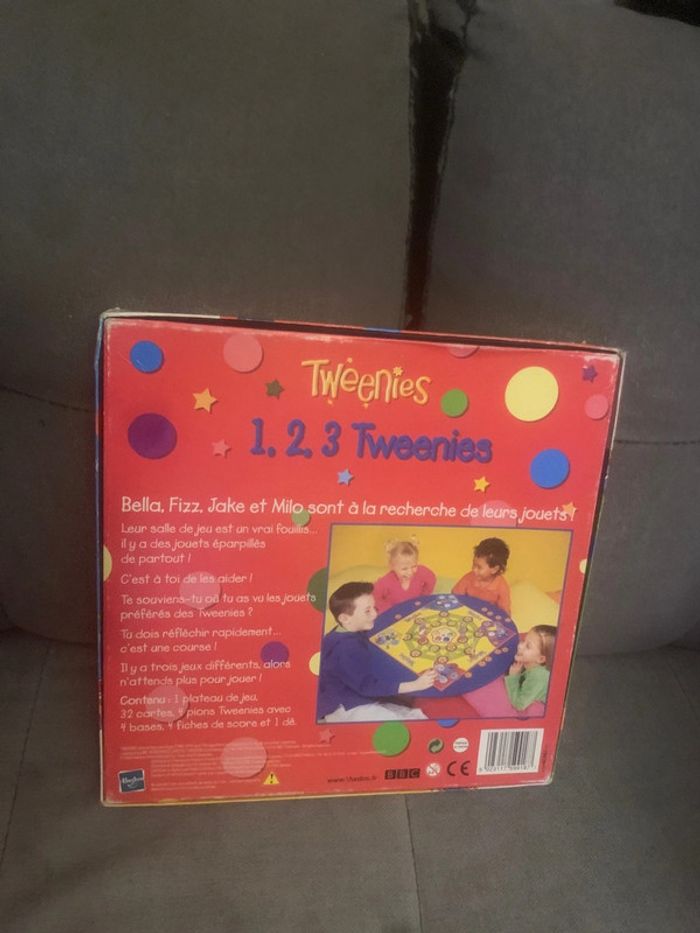 Tweenies
1, 2, 3 Tweenies
Bella, Fizz, Jake et Milo sont à la recherche de leurs jouets !
Leur salle de jeu est un vrai fouillis...
il y a des jouets éparpillés
de partout !
C'est à toi de les aider !
Te souviens-tu où tu as vu les jouets
préférés des Tweenies ?
Tu dois réfléchir rapidement...
c'est une course !
Il y a trois jeux différents, alors
n'attends plus pour jouer !
Contenu : 1 plateau de jeu,
32 cartes, 4 pions Tweenies avec
4 bases, 4 fiches de score et 1 dé.
Hasbro
BBC
CE